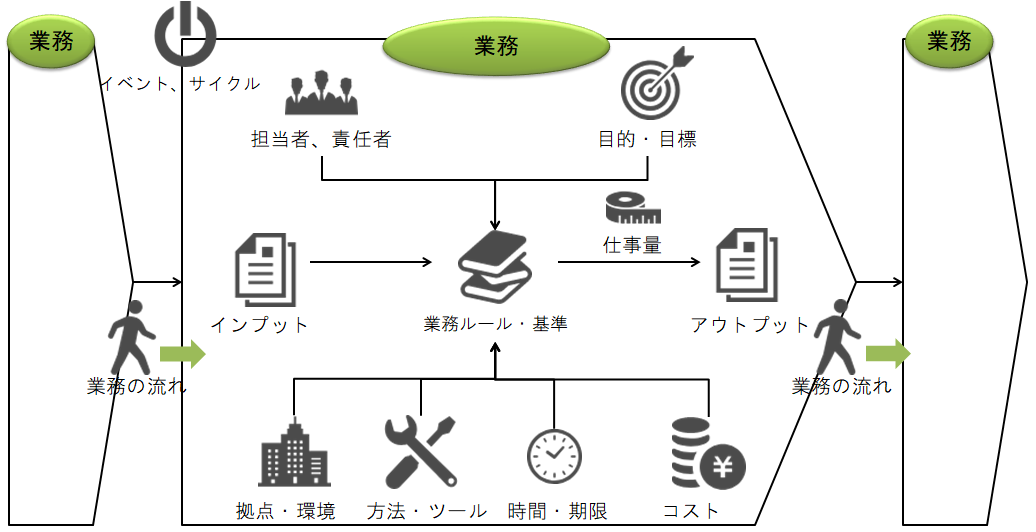 業務
業務
業務
イベント、サイクル
担当者、責任者
目的・目標
仕事量
インプット
業務ルール・基準
アウトプット
業務の流れ
業務の流れ
拠点・環境
方法・ツール
時間・期限
コスト
¥